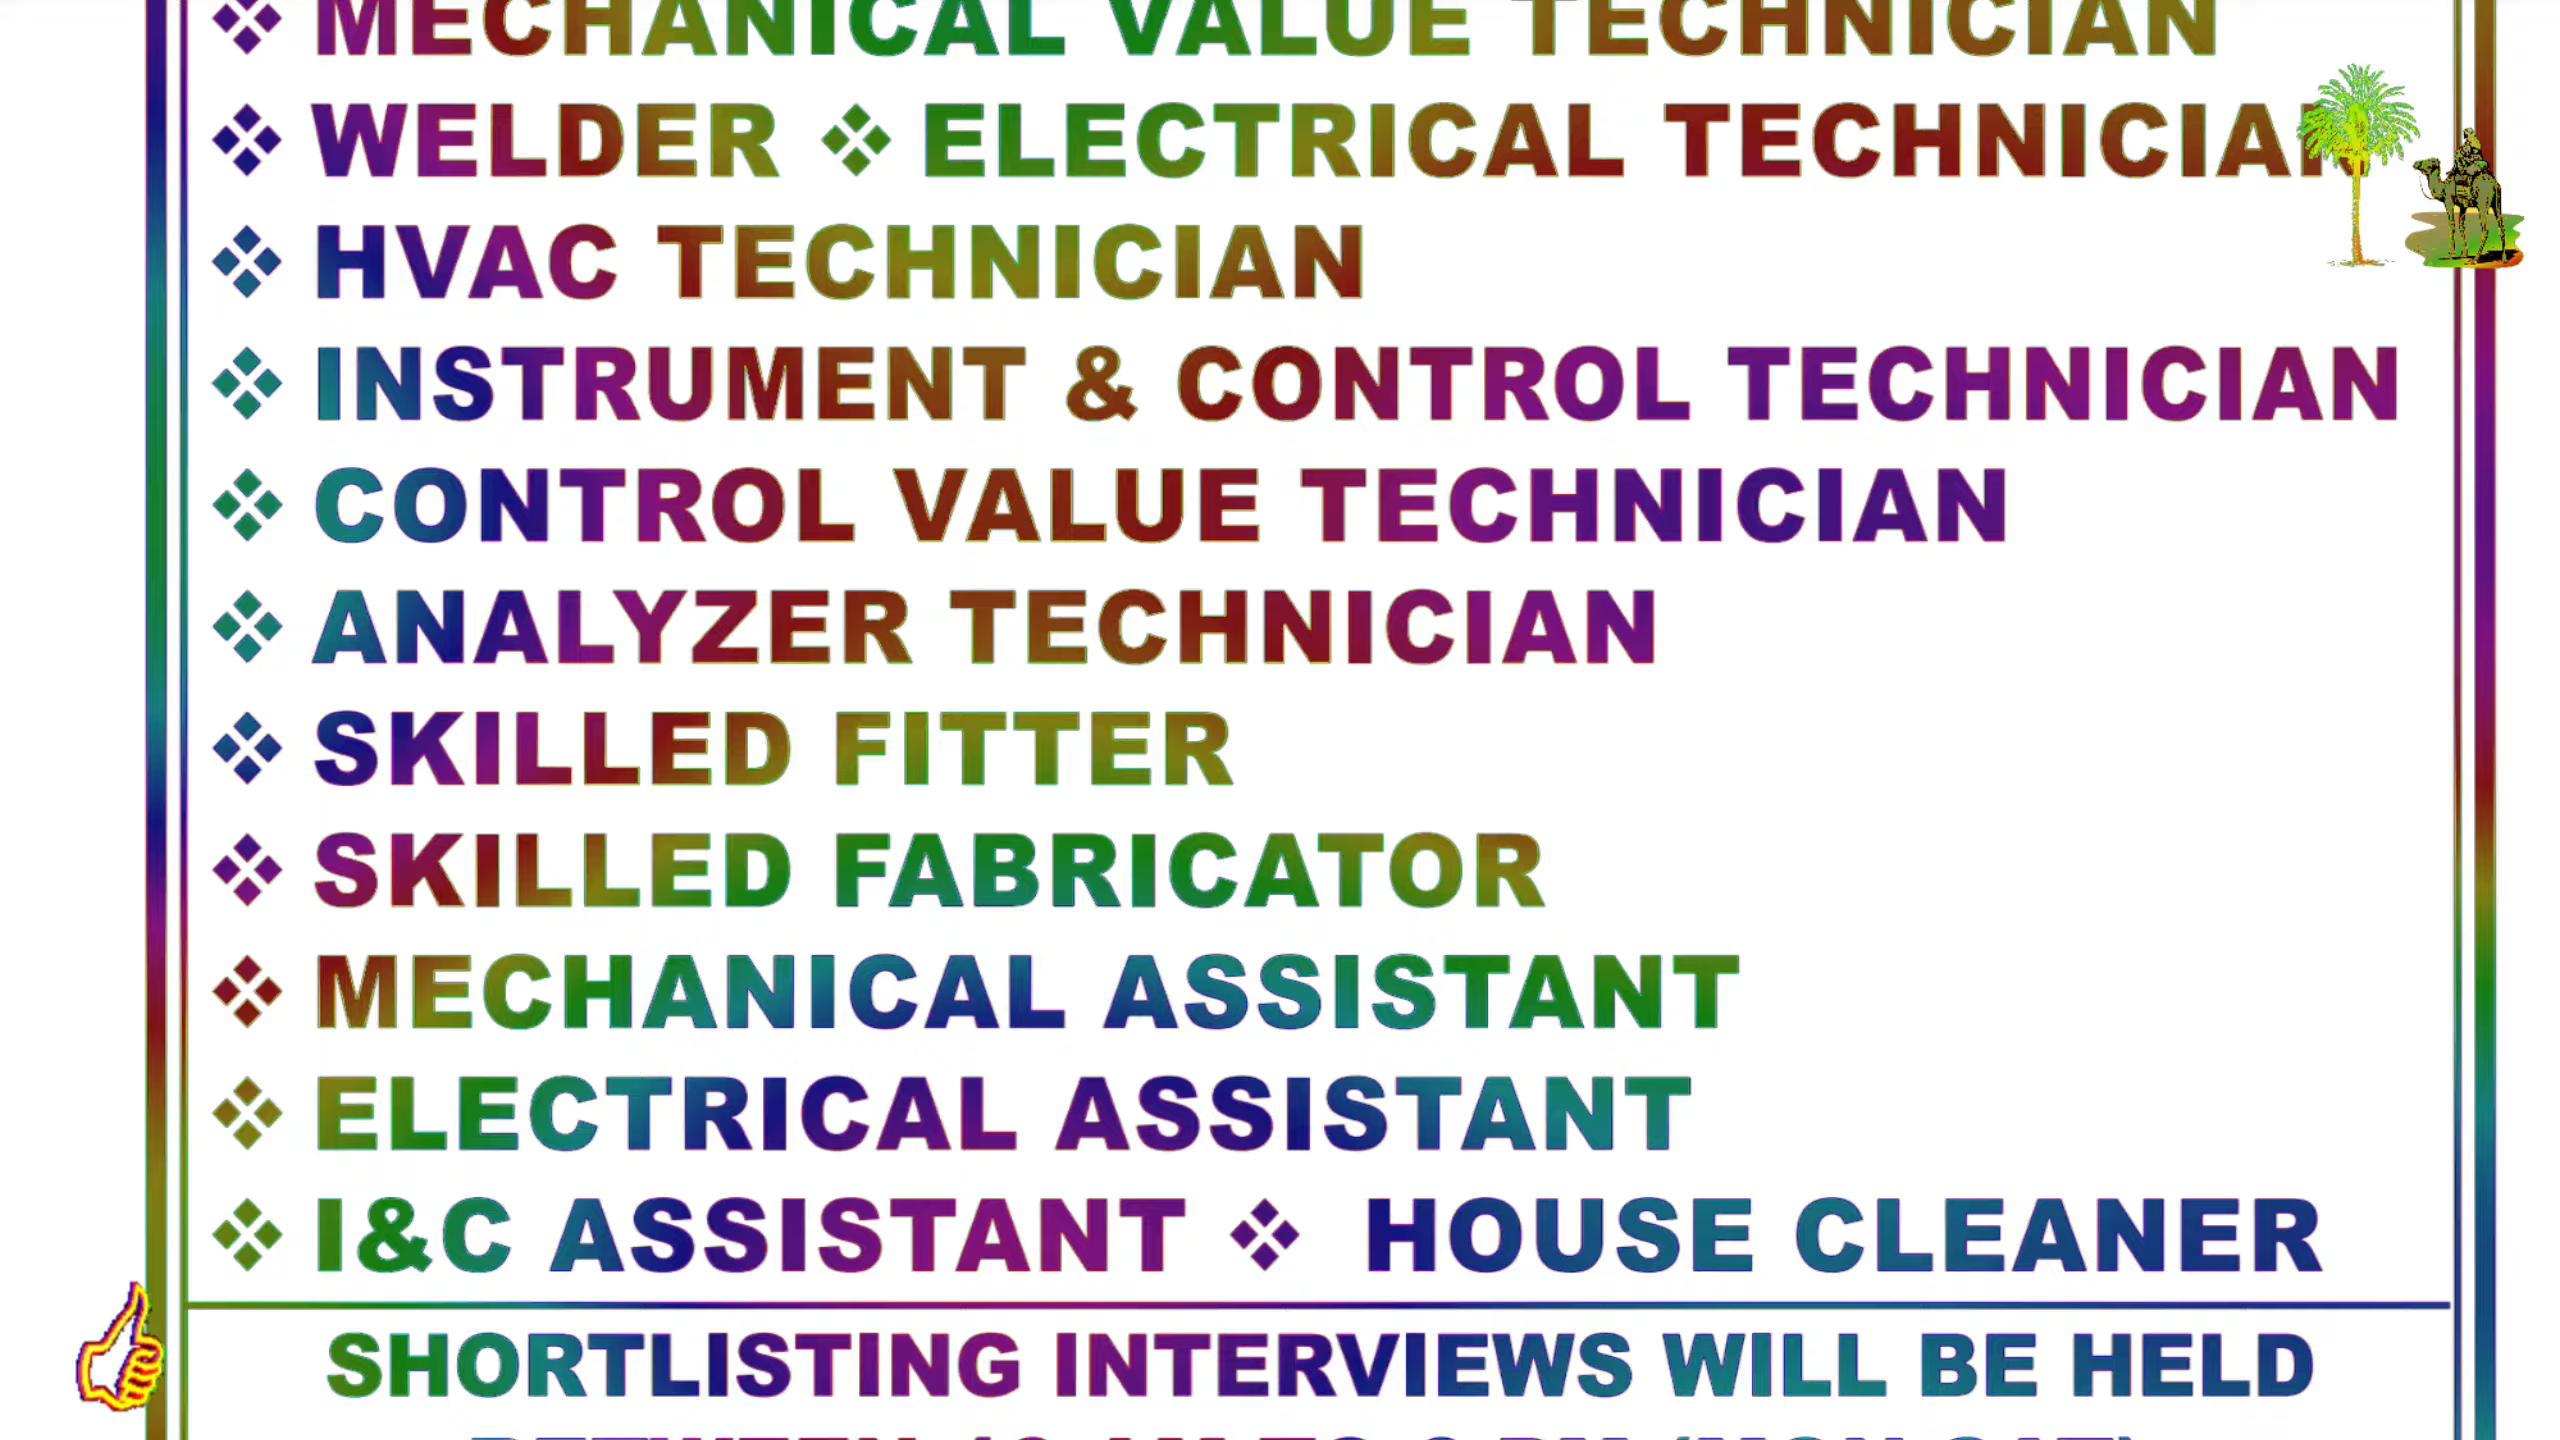 ❖ MECHANICAL VALUE TECHNICIAN
❖ WELDER ❖ ELECTRICAL TECHNICIAN
❖ HVAC TECHNICIAN
❖ INSTRUMENT & CONTROL TECHNICIAN
❖ CONTROL VALUE TECHNICIAN
❖ ANALYZER TECHNICIAN
❖ SKILLED FITTER
❖ SKILLED FABRICATOR
❖ MECHANICAL ASSISTANT
❖ ELECTRICAL ASSISTANT
❖ I&C ASSISTANT ❖ HOUSE CLEANER
SHORTLISTING INTERVIEWS WILL BE HELD